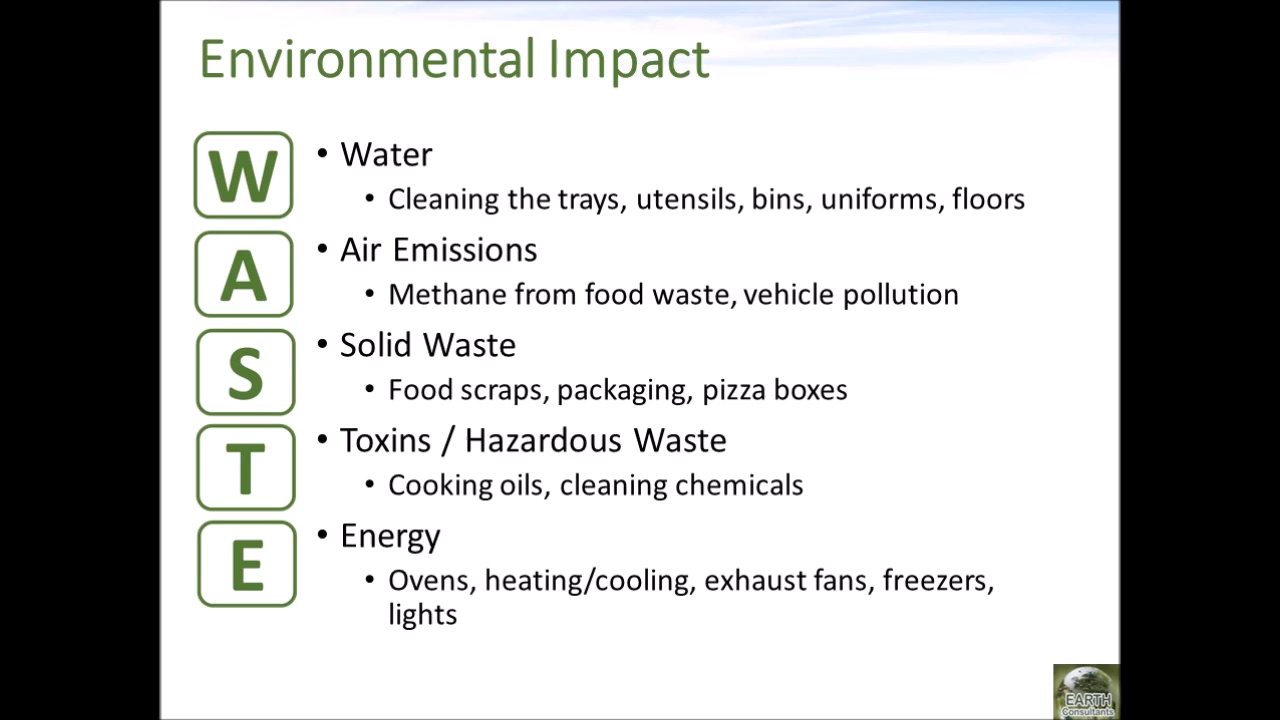 Environmental Impact
W
• Water
• Cleaning the trays, utensils, bins, uniforms, floors
A
• Air Emissions
• Methane from food waste, vehicle pollution
S
• Solid Waste
• Food scraps, packaging, pizza boxes
T
• Toxins / Hazardous Waste
• Cooking oils, cleaning chemicals
E
• Energy
• Ovens, heating/cooling, exhaust fans, freezers,
lights
EARTH
Consultants